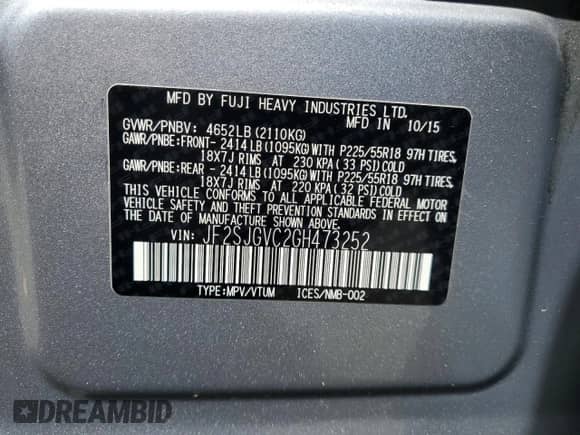 MFD BY FUJI HEAVY INDUSTRIES LTD.
MFD IN 10/15
GVWR/PNBV: 4652LB(2110KG)
GAWR/PNBE:FRONT- 2414LB(1095KG)WITH P225/55R18 97H TIRES,
18X7J RIMS AT 230 KPA(33 PSI)COLD
GAWR/PNBE:REAR - 2414LB(1095KG)WITH P225/55R18 97H TIRES,
18X7J RIMS AT 220 KPA(32 PSI)COLD
THIS VEHICLE CONFORMS TO ALL APPLICABLE FEDERAL MOTOR
VEHICLE SAFETY AND THEFT PREVENTION STANDARDS IN EFFECT ON
THE DATE OF MANUFACTURE SHOWN ABOVE.
VIN: JF2SJGVC2GH473252
TYPE:MPV/VTUM ICES/NMB-002
DREAMBID